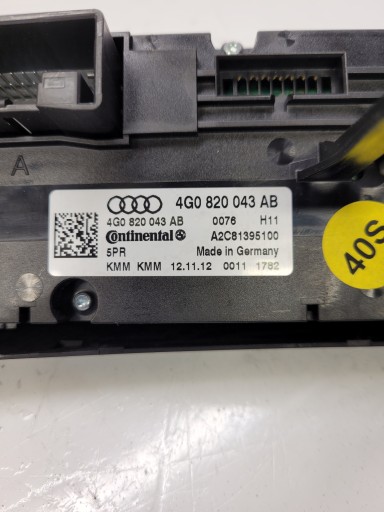 A
4G0 820 043 AB
4G0 820 043 AB 0076 H11
Continental A2C81395100
5PR Made in Germany
KMM KMM 12.11.12 0011 1782
40S